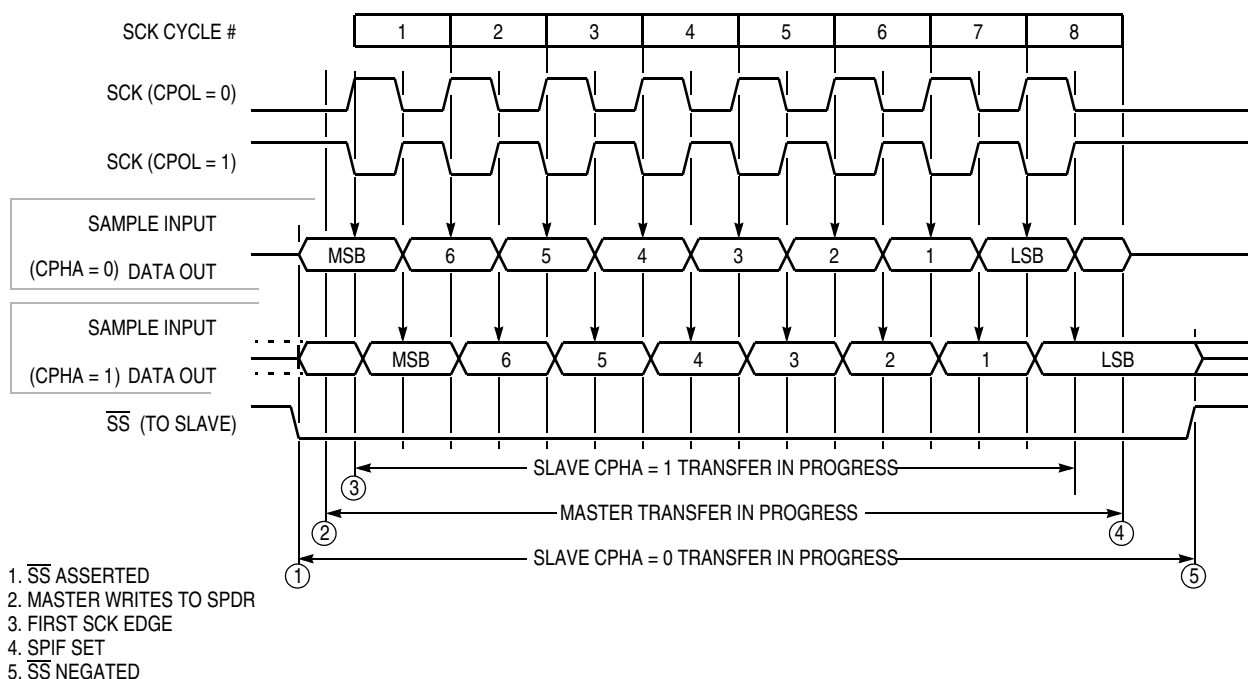 SCK CYCLE # 1 2 3 4 5 6 7 8
SCK (CPOL = 0)
SCK (CPOL = 1)
SAMPLE INPUT
(CPHA = 0) DATA OUT MSB 6 5 4 3 2 1 LSB
SAMPLE INPUT
(CPHA = 1) DATA OUT MSB 6 5 4 3 2 1 LSB
SS (TO SLAVE)
SLAVE CPHA = 1 TRANSFER IN PROGRESS
3
MASTER TRANSFER IN PROGRESS
2 4
SLAVE CPHA = 0 TRANSFER IN PROGRESS
1 5
1. SS ASSERTED
2. MASTER WRITES TO SPDR
3. FIRST SCK EDGE
4. SPIF SET
5. SS NEGATED